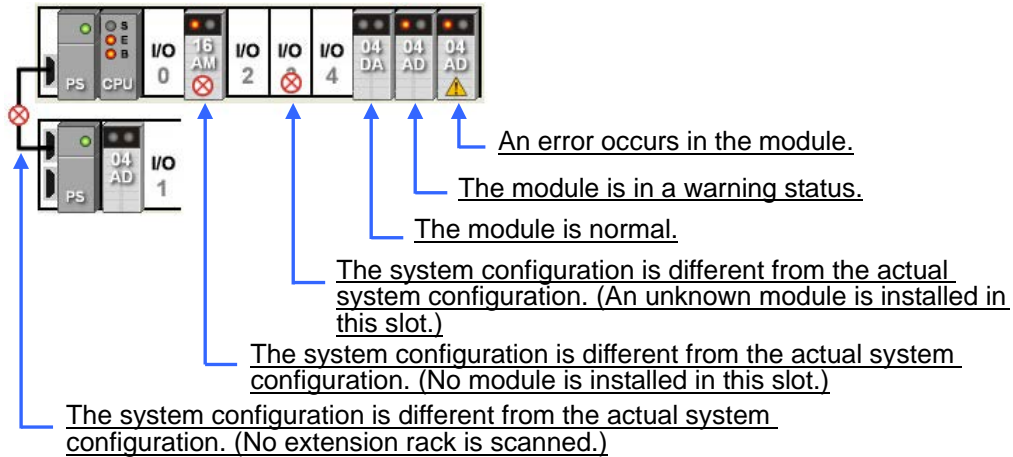 PS
S
E
B
CPU
I/O
0
16
AM
I/O
2
I/O
I/O
4
04
DA
04
AD
04
AD
PS
04
AD
I/O
1
An error occurs in the module.
The module is in a warning status.
The module is normal.
The system configuration is different from the actual
system configuration. (An unknown module is installed in
this slot.)
The system configuration is different from the actual system
configuration. (No module is installed in this slot.)
The system configuration is different from the actual system
configuration. (No extension rack is scanned.)